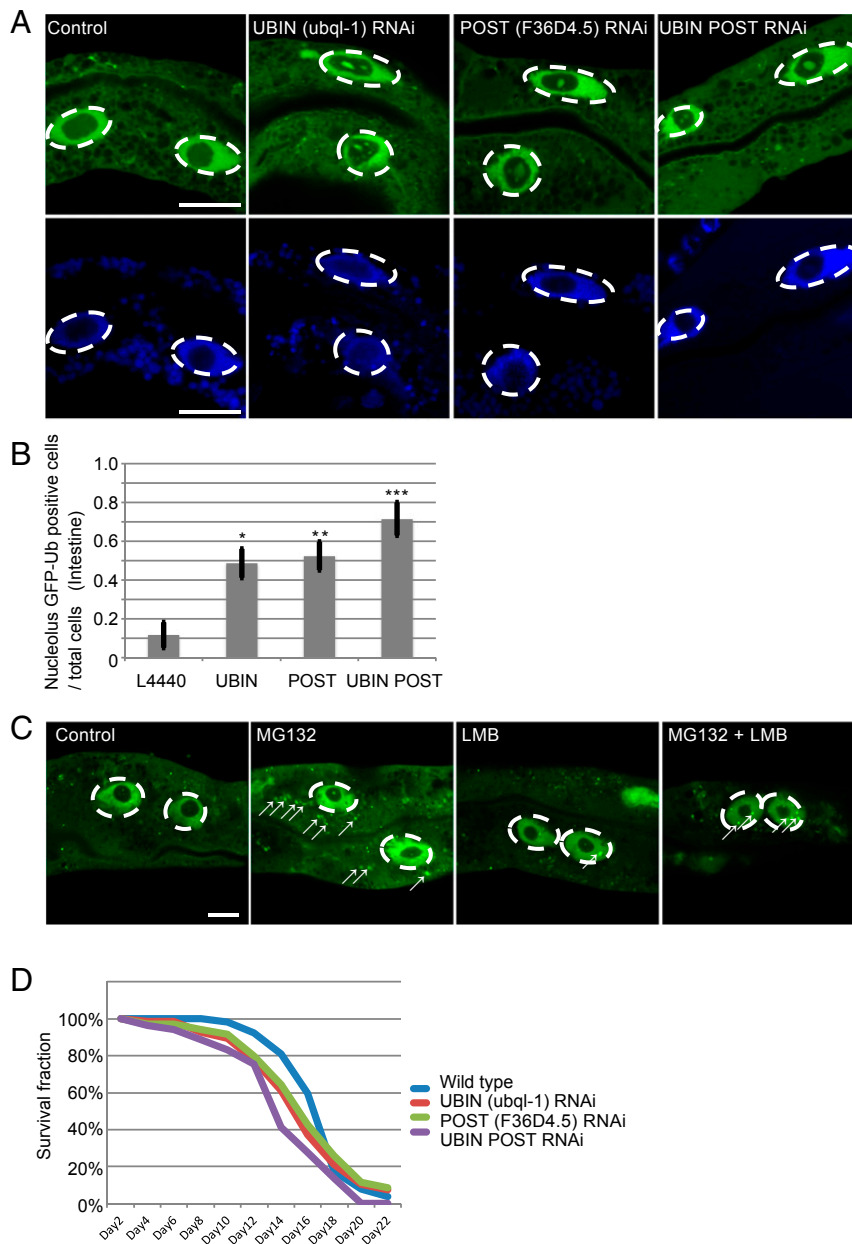 A
Control
UBIN (ubql-1) RNAi
POST (F36D4.5) RNAi
UBIN POST RNAi
B
Nucleolus GFP-Ub positive cells
/ total cells (Intestine)
1.0
0.8
0.6
0.4
0.2
0
*
**
***
L4440
UBIN
POST
UBIN POST
C
Control
MG132
LMB
MG132 + LMB
D
Survival fraction
100%
80%
60%
40%
20%
0%
Day2
Day4
Day6
Day8
Day10
Day12
Day14
Day16
Day18
Day20
Day22
Wild type
UBIN (ubql-1) RNAi
POST (F36D4.5) RNAi
UBIN POST RNAi